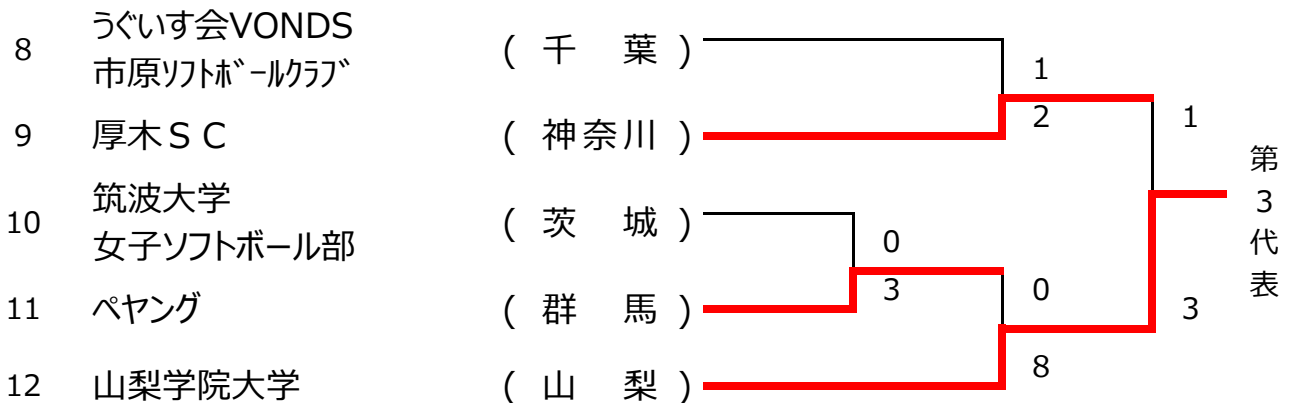 8 うぐいす会VONDS
市原ｿﾌﾄﾎﾞｰﾙｸﾗﾌﾞ
( 千 葉 )
1
9 厚木ＳＣ ( 神奈川 ) 2 1
10 筑波大学
女子ソフトボール部
( 茨 城 )
0
11 ペヤング ( 群 馬 ) 3 0 3
12 山梨学院大学 ( 山 梨 ) 8
第
3
代
表